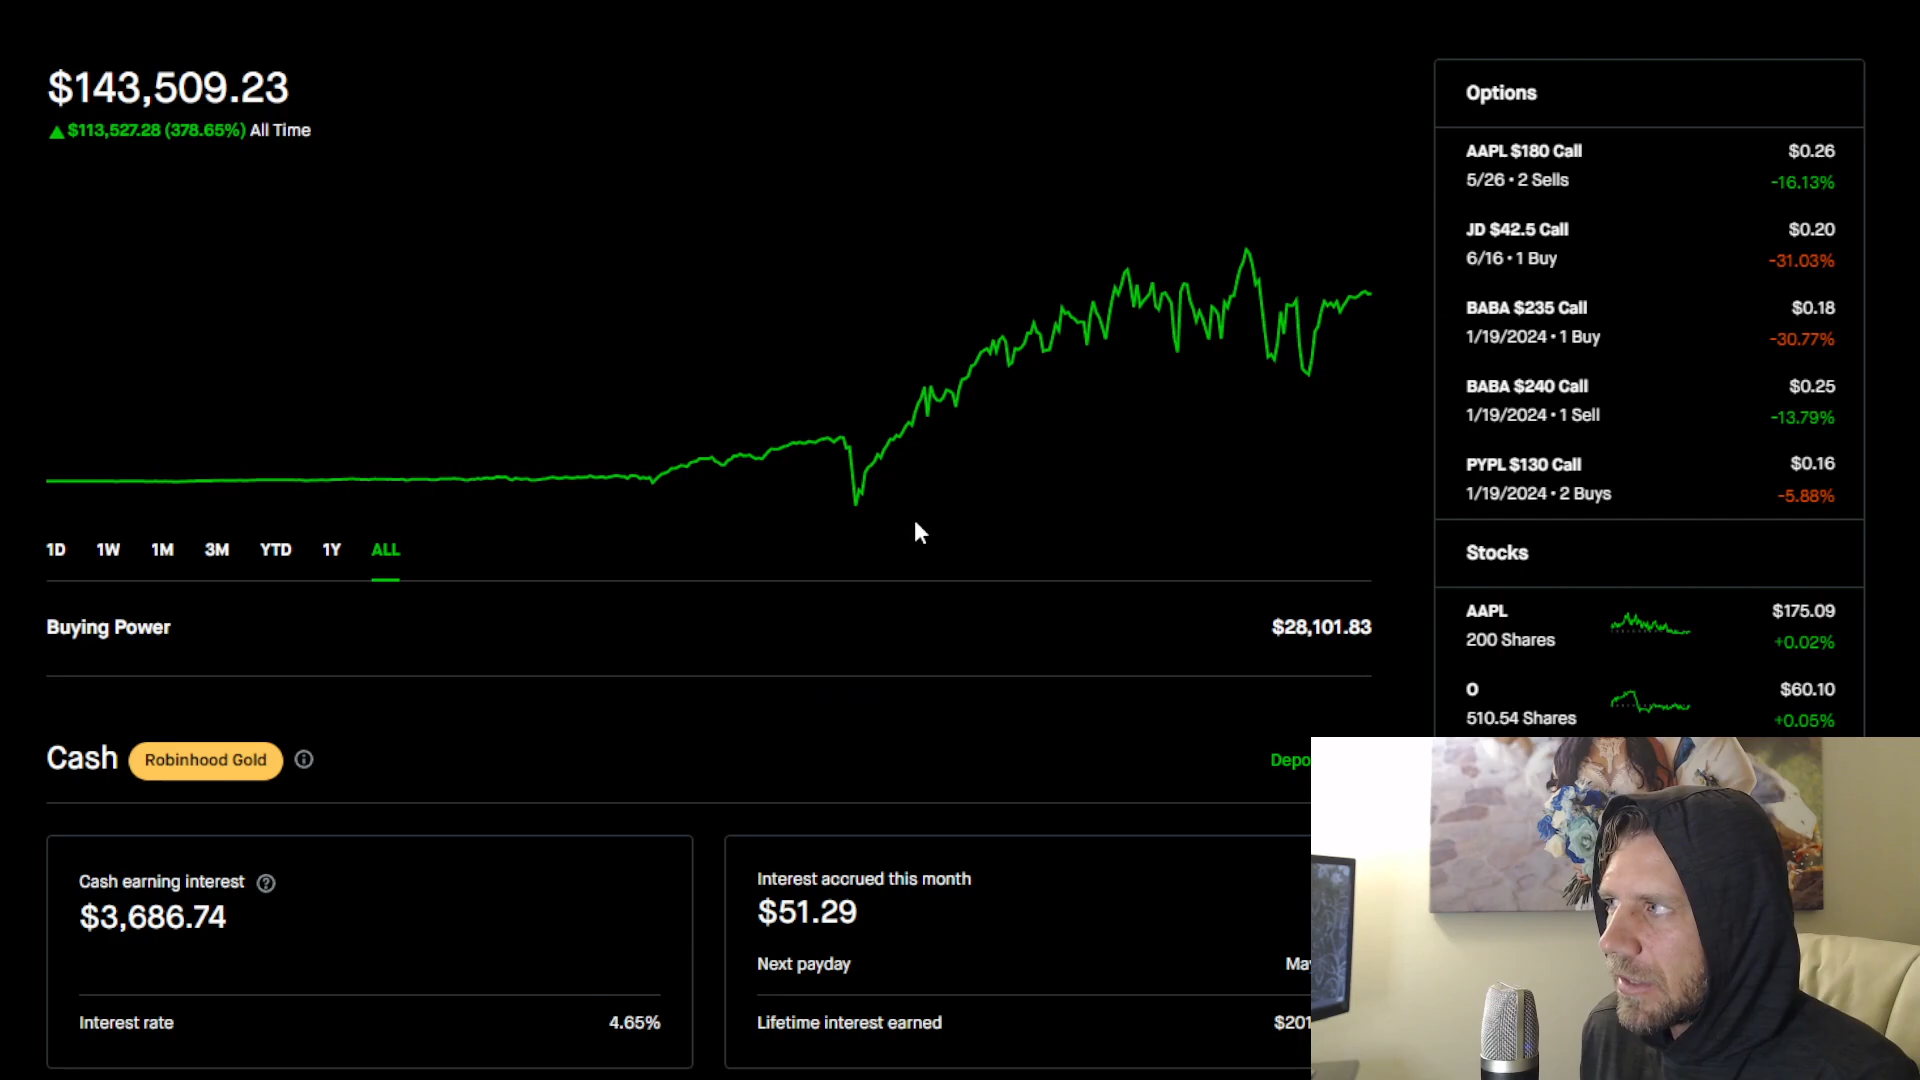 $143,509.23
$113,527.28 (378.65%) All Time
1D 1W 1M 3M YTD 1Y ALL
Buying Power $28,101.83
Cash Robinhood Gold
Cash earning interest
$3,686.74
Interest rate 4.65%
Interest accrued this month
$51.29
Next payday
Lifetime interest earned
Options
AAPL $180 Call $0.26
5/26 • 2 Sells -16.13%
JD $42.5 Call $0.20
6/16 • 1 Buy -31.03%
BABA $235 Call $0.18
1/19/2024 • 1 Buy -30.77%
BABA $240 Call $0.25
1/19/2024 • 1 Sell -13.79%
PYPL $130 Call $0.16
1/19/2024 • 2 Buys -5.88%
Stocks
AAPL $175.09
200 Shares +0.02%
O $60.10
510.54 Shares +0.05%